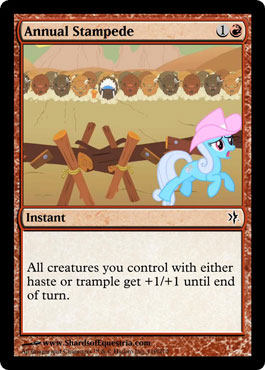 Annual Stampede 1
Instant
All creatures you control with either
haste or trample get +1/+1 until end
of turn.
www.ShardsofEquestria.com